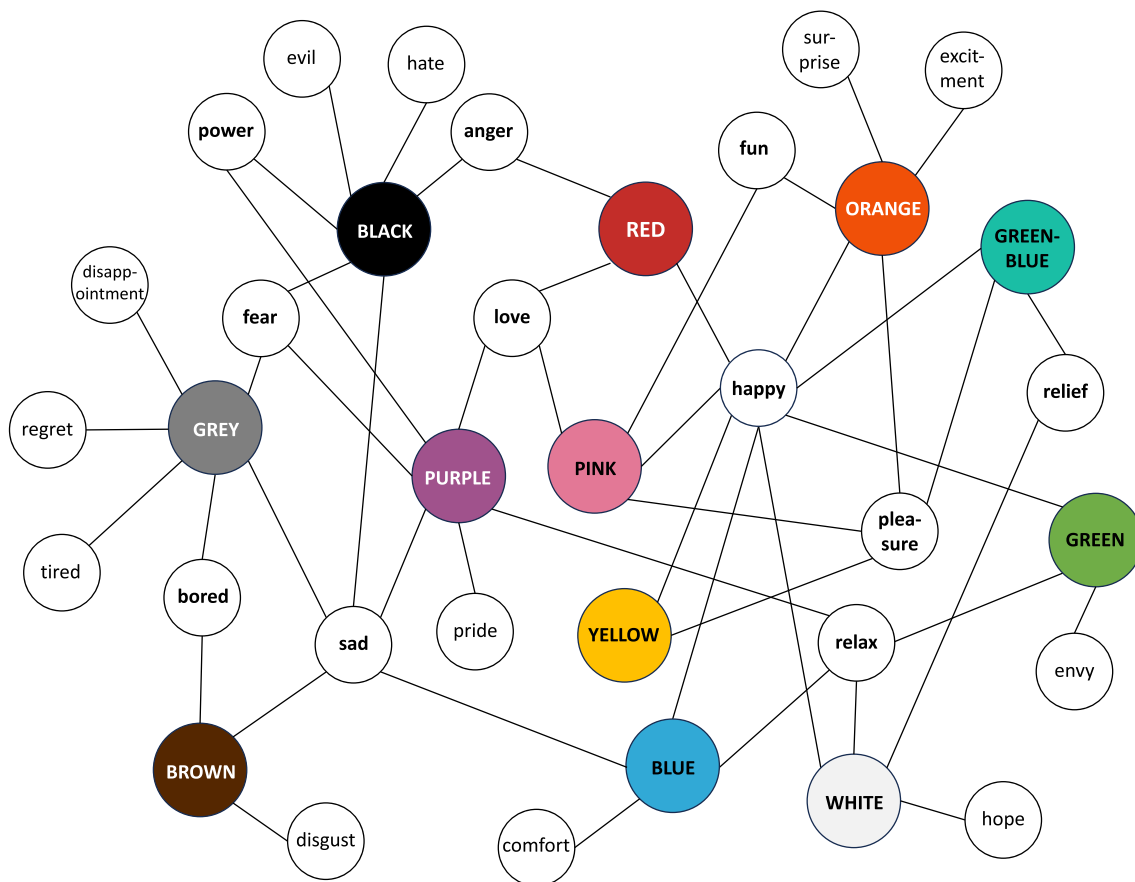 sur-
prise
evil
hate
excit-
ment
power
anger
fun
ORANGE
BLACK
RED
GREEN-
BLUE
disapp-
ointment
fear
love
happy
relief
regret
GREY
PURPLE
PINK
plea-
sure
GREEN
tired
bored
sad
pride
YELLOW
relax
envy
BROWN
BLUE
WHITE
disgust
comfort
hope